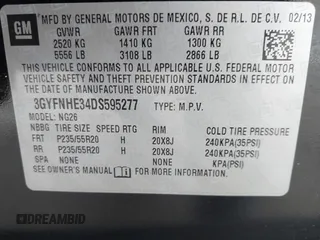 GM
MFD BY GENERAL MOTORS DE MEXICO, S. DE R.L. DE C.V. 02/13
GVWR GAWR FRT GAWR RR
2520 KG 1410 KG 1300 KG
5556 LB 3108 LB 2866 LB
THIS VEHICLE CONFORMS TO ALL APPLICABLE U.S. FEDERAL MOTOR VEHICLE SAFETY AND THEFT PREVENTION STANDARDS IN EFFECT ON THE DATE OF MANUFACTURE SHOWN ABOVE.
3GYFNHE34DS595277 TYPE: M.P.V.
MODEL: NG26
NBBG TIRE SIZE SPEED RTG RIM COLD TIRE PRESSURE
FRT P235/55R20 H 20X8J 240KPA(35PSI)
RR P235/55R20 H 20X8J 240KPA(35PSI)
SEE OWNER'S MANUAL FOR ADDITIONAL INFORMATION KPA(PSI)
DREAMBID